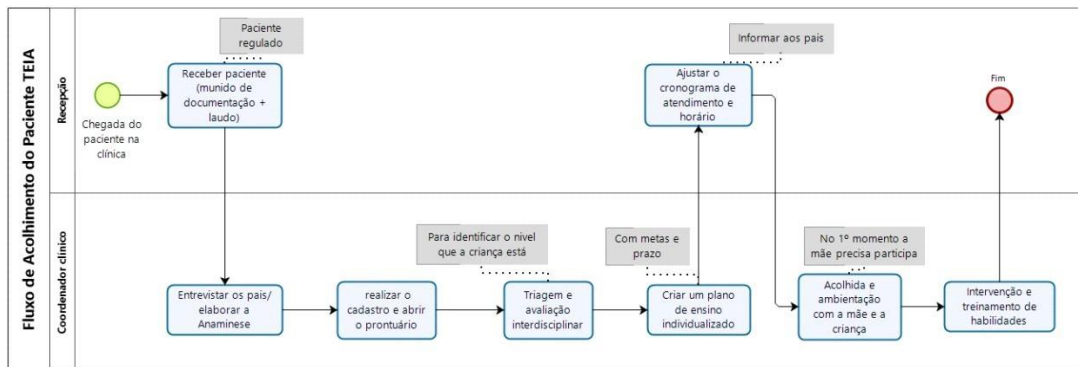 Fluxo de Acolhimento do Paciente TEIA
Recepção
Chegada do
paciente na
clínica
Receber paciente
(munido de
documentação +
laudo)
Paciente
regulado
Ajustar o
cronograma de
atendimento e
horário
Informar aos pais
Fim
Coordenador clínico
Entrevistar os pais/
elaborar a
Anaminese
realizar o
cadastro e abrir
o prontuário
Para identificar o nivel
que a criança está
Triagem e
avaliação
interdisciplinar
Com metas e
prazo
Criar um plano
de ensino
individualizado
No 1º momento a
mãe precisa participa
Acolhida e
ambientação
com a mãe e a
criança
Intervenção e
treinamento de
habilidades